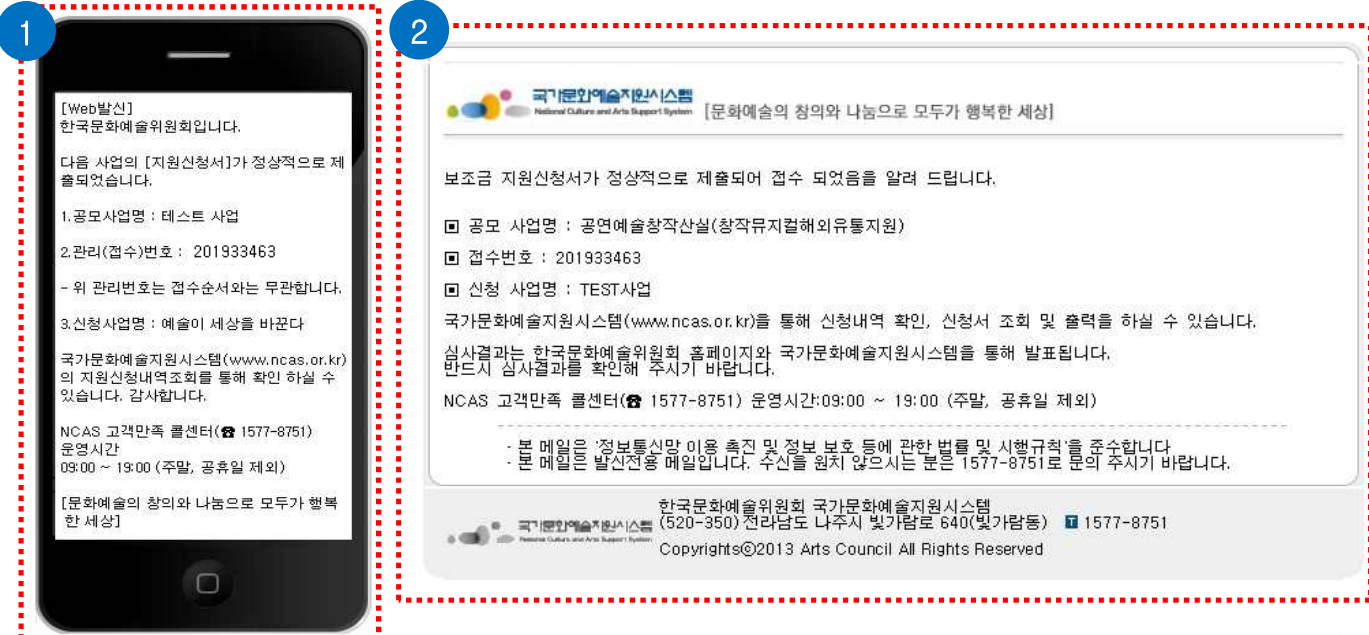 1
[Web발신]
한국문화예술위원회입니다.
다음 사업의 [지원신청서]가 정상적으로 제
출되었습니다.
1.공모사업명 : 테스트 사업
2.관리(접수)번호 : 201933463
- 위 관리번호는 접수순서와는 무관합니다.
3.신청사업명 : 예술이 세상을 바꾼다
국가문화예술지원시스템(www.ncas.or.kr)
의 지원신청내역조회를 통해 확인 하실 수
있습니다. 감사합니다.
NCAS 고객만족 콜센터(☎ 1577-8751)
운영시간
09:00 ~ 19:00 (주말, 공휴일 제외)
[문화예술의 창의와 나눔으로 모두가 행복
한 세상]
2
국가문화예술지원시스템
National Culture and Arts Support System
[문화예술의 창의와 나눔으로 모두가 행복한 세상]
보조금 지원신청서가 정상적으로 제출되어 접수 되었음을 알려 드립니다.
▣ 공모 사업명 : 공연예술창작산실(창작뮤지컬해외유통지원)
▣ 접수번호 : 201933463
▣ 신청 사업명 : TEST사업
국가문화예술지원시스템(www.ncas.or.kr)을 통해 신청내역 확인, 신청서 조회 및 출력을 하실 수 있습니다.
심사결과는 한국문화예술위원회 홈페이지와 국가문화예술지원시스템을 통해 발표됩니다.
반드시 심사결과를 확인해 주시기 바랍니다.
NCAS 고객만족 콜센터(☎ 1577-8751) 운영시간:09:00 ~ 19:00 (주말, 공휴일 제외)
· 본 메일은 '정보통신망 이용 촉진 및 정보 보호 등에 관한 법률 및 시행규칙'을 준수합니다
· 본 메일은 발신전용 메일입니다. 수신을 원치 않으시는 분은 1577-8751로 문의 주시기 바랍니다.
국가문화예술지원시스템
National Culture and Arts Support System
한국문화예술위원회 국가문화예술지원시스템
(520-350) 전라남도 나주시 빛가람로 640(빛가람동) T 1577-8751
Copyrightsⓒ2013 Arts Council All Rights Reserved